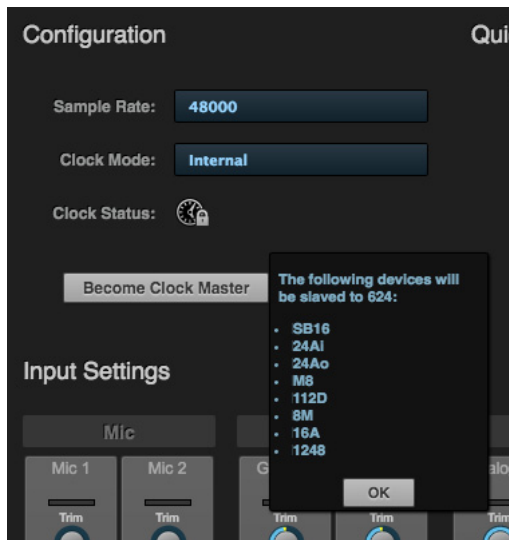 Configuration
Sample Rate:
48000
Clock Mode:
Internal
Clock Status:
Become Clock Master
The following devices will
be slaved to 624:
• SB16
• 24Ai
• 24Ao
• M8
• 112D
• 8M
• 16A
• 1248
OK
Input Settings
Mic
Mic 1
Mic 2
Trim
Trim
Trim
Trim
Trim